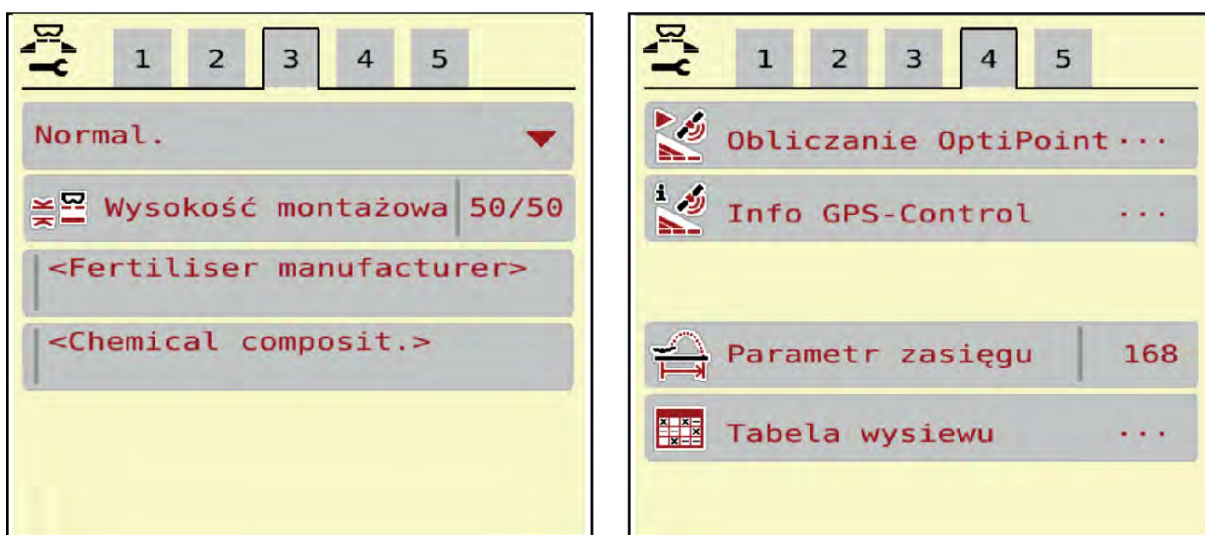 1 2 3 4 5
Normal.
Wysokość montażowa 50/50
<Fertiliser manufacturer>
<Chemical composit.>
1 2 3 4 5
Obliczanie OptiPoint ...
i
Info GPS-Control ...
Parametr zasięgu 168
Tabela wysiewu ...